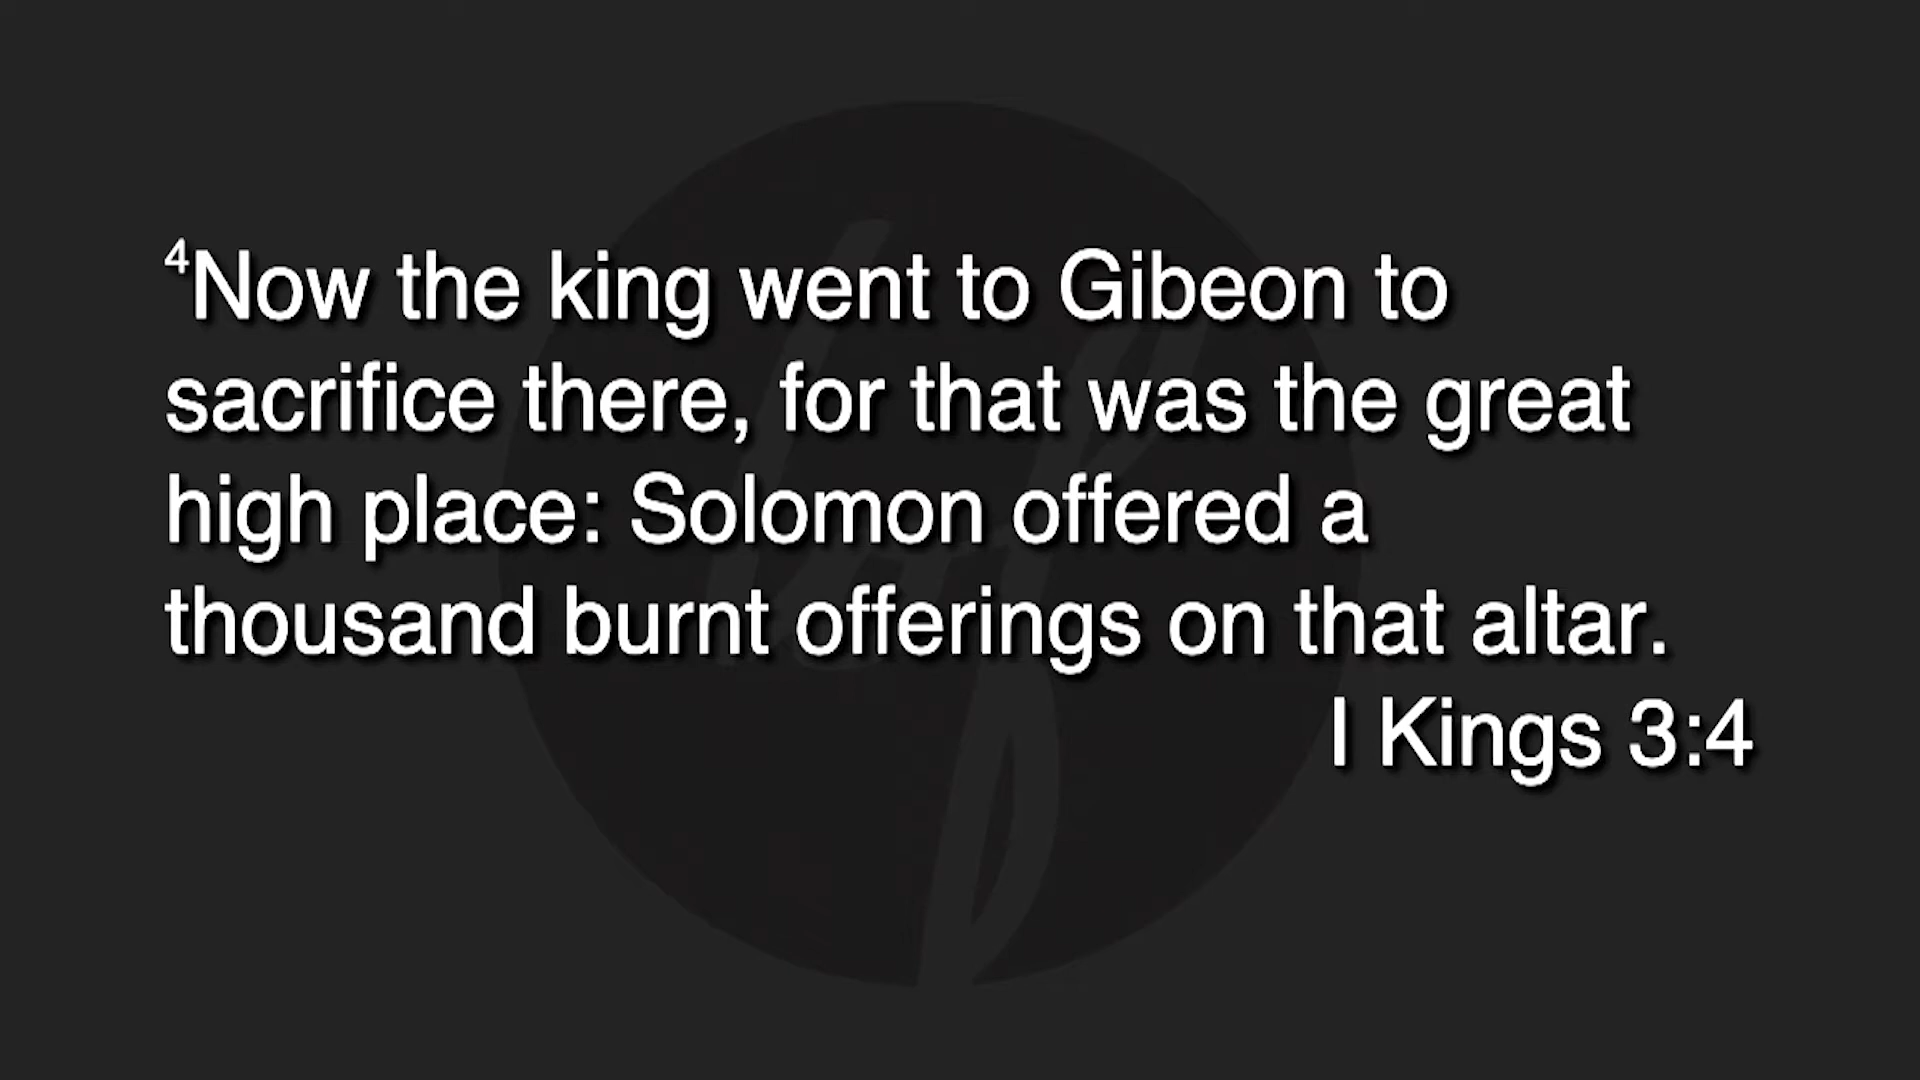 ⁴Now the king went to Gibeon to
sacrifice there, for that was the great
high place: Solomon offered a
thousand burnt offerings on that altar.
I Kings 3:4